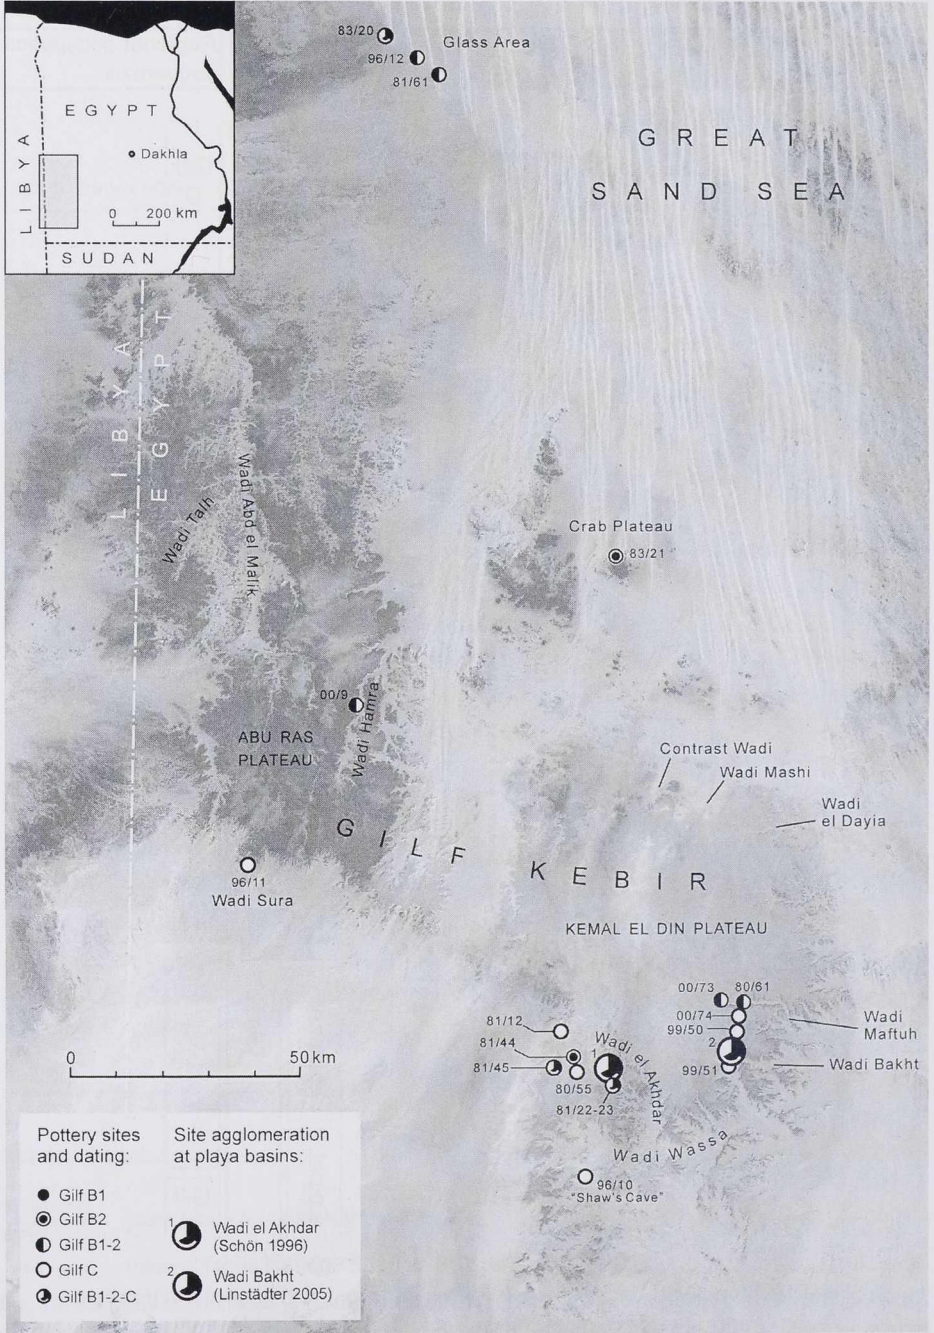 83/20
96/12
81/61
Glass Area
GREAT
SAND SEA
EGYPT
LIBYA
Dakhla
0 200 km
SUDAN
LIBYA
EGYPT
Wadi Talh
Wadi Abd el Malik
Crab Plateau
83/21
00/9
Wadi Hamra
ABU RAS
PLATEAU
Contrast Wadi
Wadi Mashi
Wadi
el Dayia
GILF KEBIR
96/11
Wadi Sura
KEMAL EL DIN PLATEAU
00/73
80/61
00/74
99/50
2
99/51
Wadi
Maftuh
Wadi Bakht
81/12
81/44
81/45
80/55
1
81/22-23
Wadi el Akhdar
Wadi Wassa
96/10
"Shaw's Cave"
0 50 km
Pottery sites
and dating:
Gilf B1
Gilf B2
Gilf B1-2
Gilf C
Gilf B1-2-C
Site agglomeration
at playa basins:
1 Wadi el Akhdar
(Schön 1996)
2 Wadi Bakht
(Linstädter 2005)